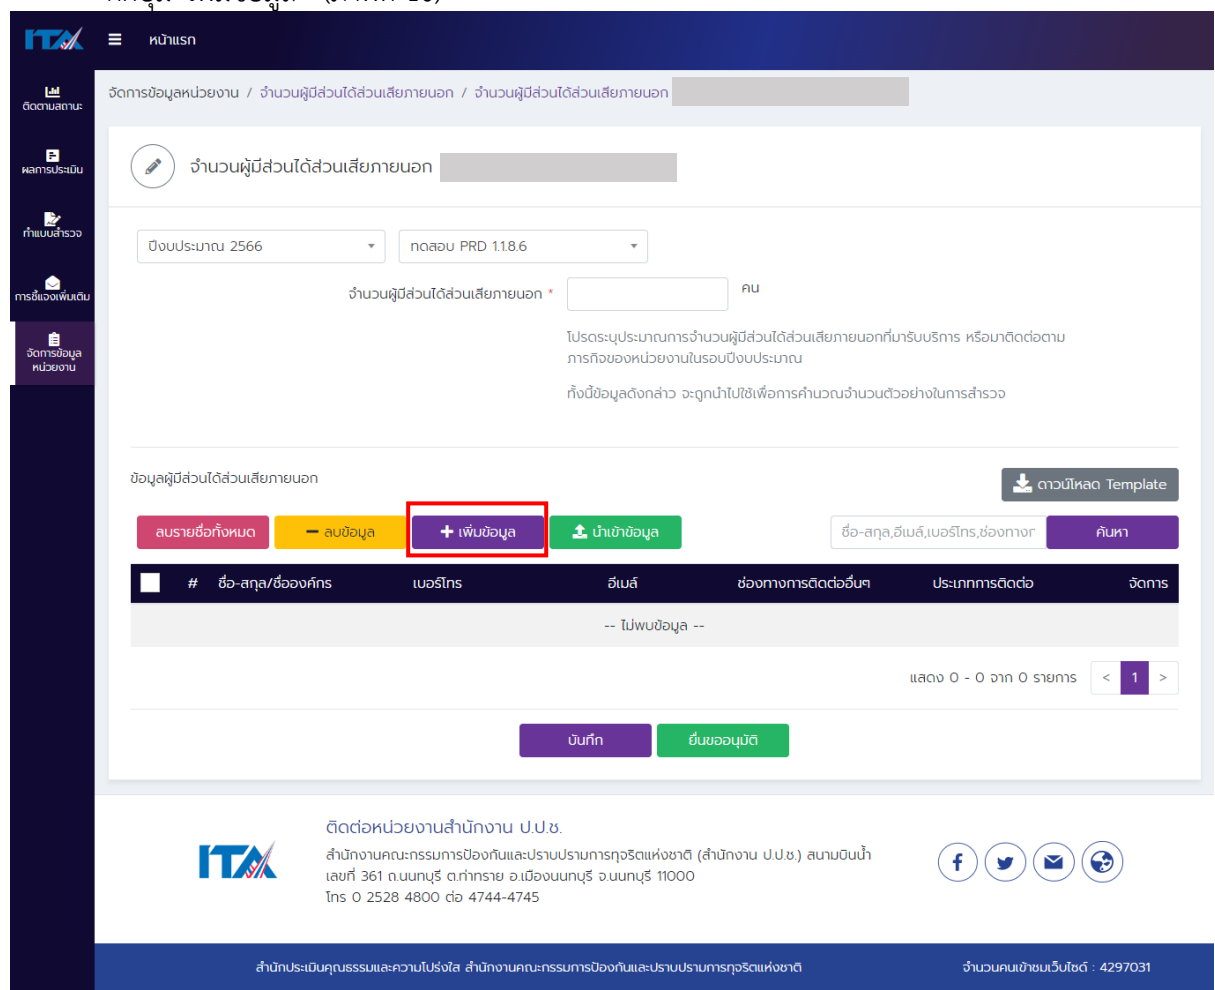 ITA หน้าแรก
ติดตามสถานะ
ผลการประเมิน
ทำแบบสำรวจ
การชี้แจงเพิ่มเติม
จัดการข้อมูล
หน่วยงาน
จัดการข้อมูลหน่วยงาน / จำนวนผู้มีส่วนได้ส่วนเสียภายนอก / จำนวนผู้มีส่วนได้ส่วนเสียภายนอก
จำนวนผู้มีส่วนได้ส่วนเสียภายนอก
ปีงบประมาณ 2566 ทดสอบ PRD 1.1.8.6
จำนวนผู้มีส่วนได้ส่วนเสียภายนอก * คน
โปรดระบุประมาณการจำนวนผู้มีส่วนได้ส่วนเสียภายนอกที่มารับบริการ หรือมาติดต่อตาม
ภารกิจของหน่วยงานในรอบปีงบประมาณ
ทั้งนี้ข้อมูลดังกล่าว จะถูกนำไปใช้เพื่อการคำนวณจำนวนตัวอย่างในการสำรวจ
ข้อมูลผู้มีส่วนได้ส่วนเสียภายนอก
ดาวน์โหลด Template
ลบรายชื่อทั้งหมด ลบข้อมูล เพิ่มข้อมูล นำเข้าข้อมูล ชื่อ-สกุล,อีเมล์,เบอร์โทร,ช่องทาง ค้นหา
# ชื่อ-สกุล/ชื่อองค์กร เบอร์โทร อีเมล์ ช่องทางการติดต่ออื่นๆ ประเภทการติดต่อ จัดการ
-- ไม่พบข้อมูล --
แสดง 0 - 0 จาก 0 รายการ < 1 >
บันทึก ยื่นขออนุมัติ
ติดต่อหน่วยงานสำนักงาน ป.ป.ช.
ITA
สำนักงานคณะกรรมการป้องกันและปราบปรามการทุจริตแห่งชาติ (สำนักงาน ป.ป.ช.) สนามบินน้ำ
เลขที่ 361 ถ.นนทบุรี ต.ท่าทราย อ.เมืองนนทบุรี จ.นนทบุรี 11000
โทร 0 2528 4800 ต่อ 4744-4745
สำนักประเมินคุณธรรมและความโปร่งใส สำนักงานคณะกรรมการป้องกันและปราบปรามการทุจริตแห่งชาติ จำนวนคนเข้าชมเว็บไซต์ : 4297031